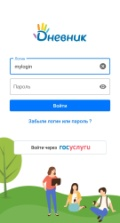 Дневник
Логин
mylogin
Пароль
Войти
Забыли логин или пароль?
Войти через госуслуги